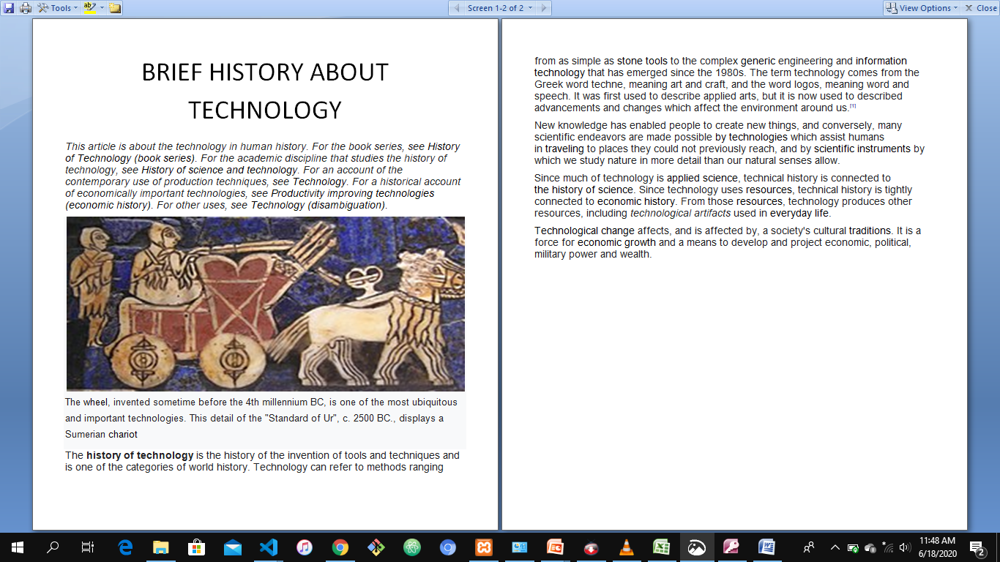 Tools
Screen 1-2 of 2
View Options
Close
BRIEF HISTORY ABOUT
TECHNOLOGY
This article is about the technology in human history. For the book series, see History
of Technology (book series). For the academic discipline that studies the history of
technology, see History of science and technology. For an account of the
contemporary use of production techniques, see Technology. For a historical account
of economically important technologies, see Productivity improving technologies
(economic history). For other uses, see Technology (disambiguation).
The wheel, invented sometime before the 4th millennium BC, is one of the most ubiquitous
and important technologies. This detail of the "Standard of Ur", c. 2500 BC., displays a
Sumerian chariot
The history of technology is the history of the invention of tools and techniques and
is one of the categories of world history. Technology can refer to methods ranging
from as simple as stone tools to the complex generic engineering and information
technology that has emerged since the 1980s. The term technology comes from the
Greek word techne, meaning art and craft, and the word logos, meaning word and
speech. It was first used to describe applied arts, but it is now used to described
advancements and changes which affect the environment around us.[1]
New knowledge has enabled people to create new things, and conversely, many
scientific endeavors are made possible by technologies which assist humans
in traveling to places they could not previously reach, and by scientific instruments by
which we study nature in more detail than our natural senses allow.
Since much of technology is applied science, technical history is connected to
the history of science. Since technology uses resources, technical history is tightly
connected to economic history. From those resources, technology produces other
resources, including technological artifacts used in everyday life.
Technological change affects, and is affected by, a society's cultural traditions. It is a
force for economic growth and a means to develop and project economic, political,
military power and wealth.
11:48 AM
6/18/2020
2